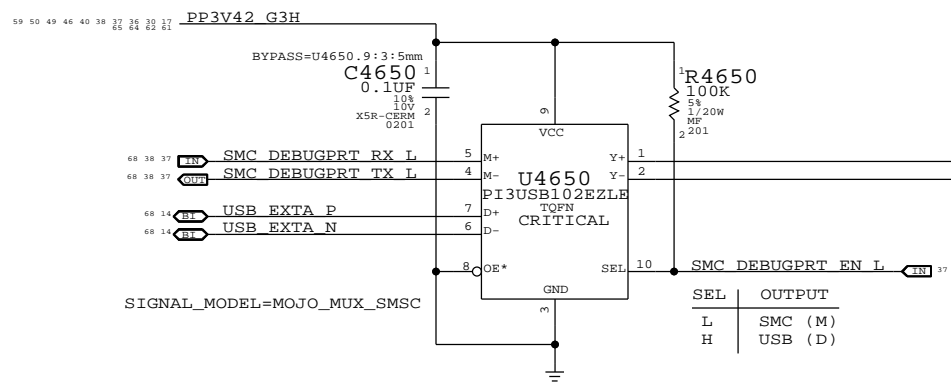 59 50 49 46 40 38 37 36 30 17
65 64 62 61
PP3V42_G3H
BYPASS=U4650.9:3:5mm
C4650
0.1UF
10%
10V
X5R-CERM
0201
1
2
1
R4650
100K
5%
1/20W
MF
201
2
9
VCC
68 38 37 IN SMC_DEBUGPRT_RX_L 5 M+
68 38 37 OUT SMC_DEBUGPRT_TX_L 4 M-
Y+ 1
Y- 2
U4650
PI3USB102EZLE
TQFN
CRITICAL
68 14 BI USB_EXTA_P 7 D+
68 14 BI USB_EXTA_N 6 D-
8 OE*
SEL 10 SMC_DEBUGPRT_EN_L IN 37
GND
3
SIGNAL_MODEL=MOJO_MUX_SMSC
SEL OUTPUT
L SMC (M)
H USB (D)